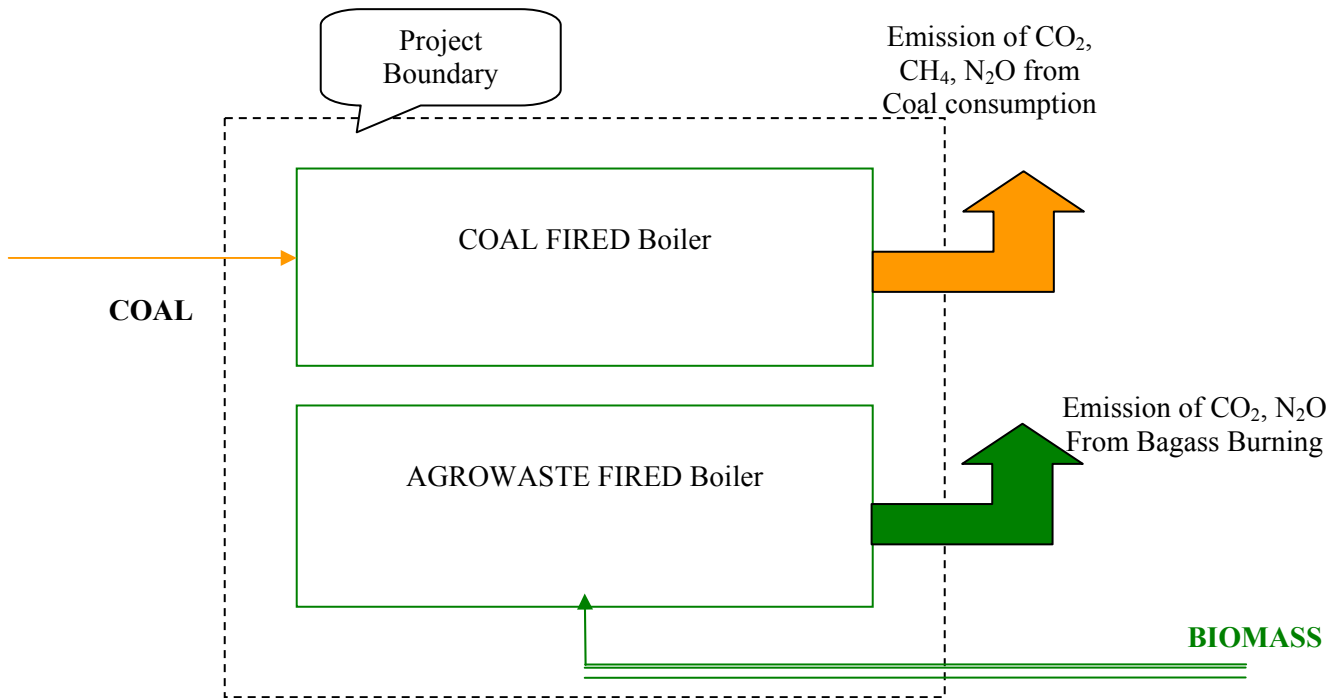 Project
Boundary
Emission of CO₂,
CH₄, N₂O from
Coal consumption
COAL FIRED Boiler
COAL
Emission of CO₂, N₂O
From Bagass Burning
AGROWASTE FIRED Boiler
BIOMASS